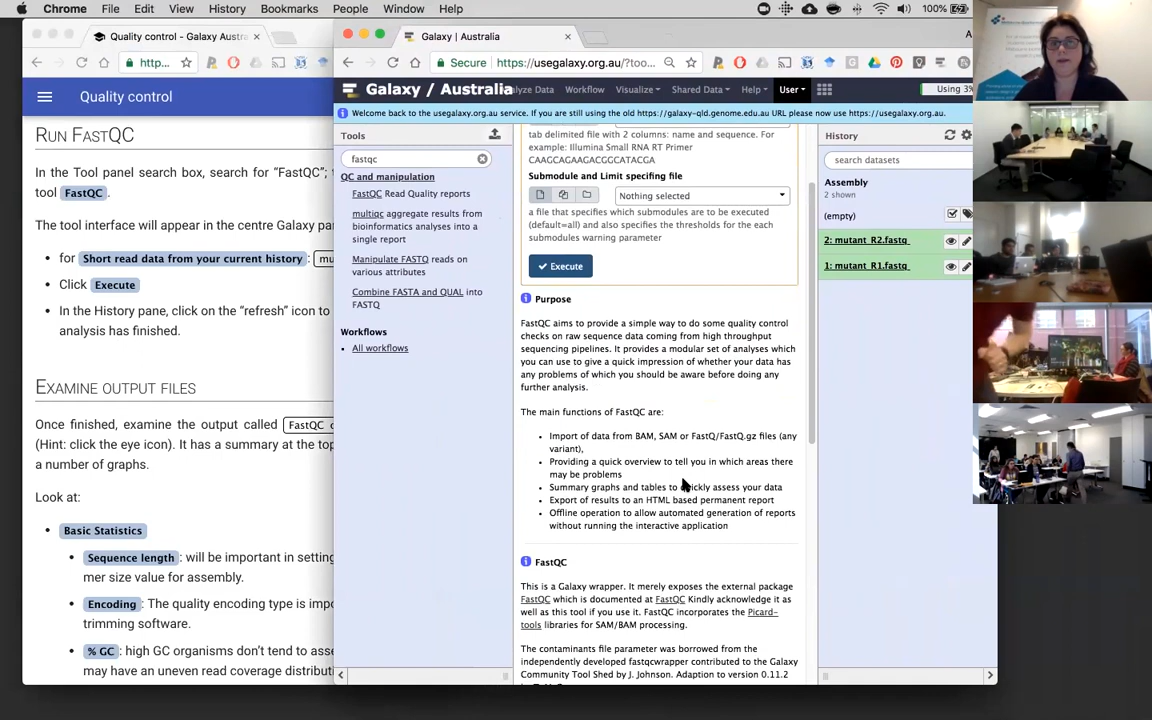 Chrome File Edit View History Bookmarks People Window Help 100%
Quality control - Galaxy Austra
http...
Quality control
RUN FASTQC
In the Tool panel search box, search for “FastQC”;
tool FastQC.
The tool interface will appear in the centre Galaxy pa
for Short read data from your current history: mu
Click Execute
In the History pane, click on the “refresh” icon to
analysis has finished.
EXAMINE OUTPUT FILES
Once finished, examine the output called FastQC o
(Hint: click the eye icon). It has a summary at the top
a number of graphs.
Look at:
Basic Statistics
Sequence length: will be important in setting
mer size value for assembly.
Encoding: The quality encoding type is impo
trimming software.
% GC: high GC organisms don’t tend to asse
may have an uneven read coverage distributi
Galaxy | Australia
Secure https://usegalaxy.org.au/?too...
Galaxy / Australia
alyze Data Workflow Visualize Shared Data Help User Using 3%
Welcome back to the usegalaxy.org.au service. If you are still using the old https://galaxy-qld.genome.edu.au URL please now use https://usegalaxy.org.au.
Tools
fastqc
QC and manipulation
FastQC Read Quality reports
multiqc aggregate results from
bioinformatics analyses into a
single report
Manipulate FASTQ reads on
various attributes
Combine FASTA and QUAL into
FASTQ
Workflows
All workflows
tab delimited file with 2 columns: name and sequence. For
example: Illumina Small RNA RT Primer
CAAGCAGAAGACGGCATACGA
Submodule and Limit specifing file
Nothing selected
a file that specifies which submodules are to be executed
(default=all) and also specifies the thresholds for the each
submodules warning parameter
Execute
Purpose
FastQC aims to provide a simple way to do some quality control
checks on raw sequence data coming from high throughput
sequencing pipelines. It provides a modular set of analyses which
you can use to give a quick impression of whether your data has
any problems of which you should be aware before doing any
further analysis.
The main functions of FastQC are:
Import of data from BAM, SAM or FastQ/FastQ.gz files (any
variant),
Providing a quick overview to tell you in which areas there
may be problems
Summary graphs and tables to quickly assess your data
Export of results to an HTML based permanent report
Offline operation to allow automated generation of reports
without running the interactive application
FastQC
This is a Galaxy wrapper. It merely exposes the external package
FastQC which is documented at FastQC Kindly acknowledge it as
well as this tool if you use it. FastQC incorporates the Picard-
tools libraries for SAM/BAM processing.
The contaminants file parameter was borrowed from the
independently developed fastqcwrapper contributed to the Galaxy
Community Tool Shed by J. Johnson. Adaption to version 0.11.2
History
search datasets
Assembly
2 shown
(empty)
2: mutant_R2.fastq
1: mutant_R1.fastq